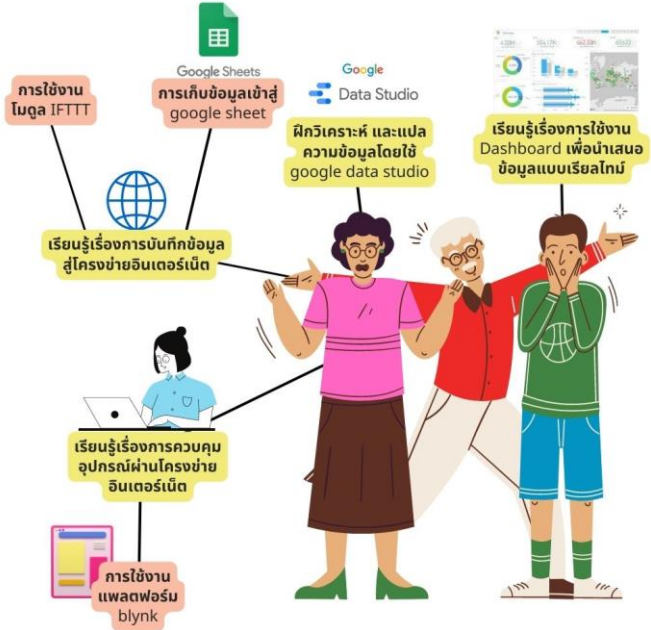 Google Sheets
การใช้งาน
โมดูล IFTTT
การเก็บข้อมูลเข้าสู่
google sheet
Google
Data Studio
ฝึกวิเคราะห์ และแปล
ความข้อมูลโดยใช้
google data studio
เรียนรู้เรื่องการใช้งาน
Dashboard เพื่อนำเสนอ
ข้อมูลแบบเรียลไทม์
เรียนรู้เรื่องการบันทึกข้อมูล
สู่โครงข่ายอินเตอร์เน็ต
เรียนรู้เรื่องการควบคุม
อุปกรณ์ผ่านโครงข่าย
อินเตอร์เน็ต
การใช้งาน
แพลตฟอร์ม
blynk